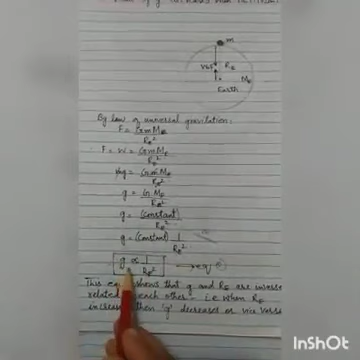 m
R_E
M_E
Earth
By law of universal gravitation:
F = GmM_E / R_E²
F = W = GmM_E / R_E²
mg = GmM_E / R_E²
g = GM_E / R_E²
g = (Constant) / R_E²
g = (Constant) 1 / R_E²
g ∝ 1 / R_E² → eq
This eq shows that g and R_E are
related to each other - i.e when R_E
increases then 'g' decreases or vice versa
InShOt